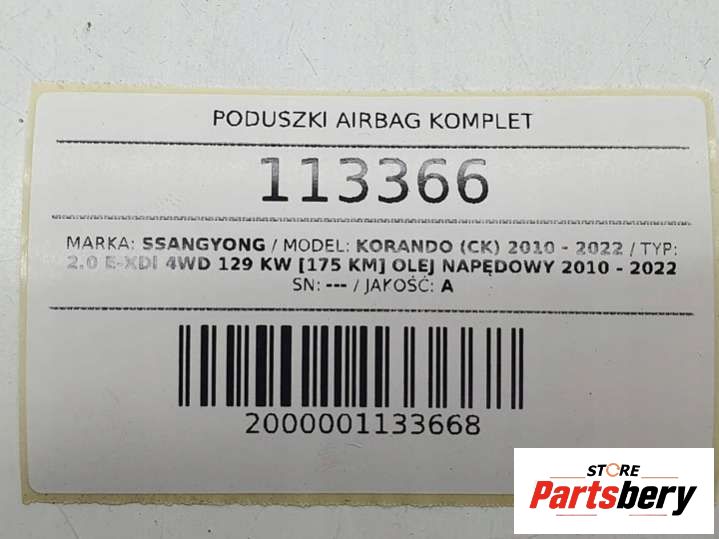 PODUSZKI AIRBAG KOMPLET
113366
MARKA: SSANGYONG / MODEL: KORANDO (CK) 2010 - 2022 / TYP:
2.0 E-XDI 4WD 129 KW [175 KM] OLEJ NAPĘDOWY 2010 - 2022
SN: --- / JAKOŚĆ: A
2000001133668
STORE
Partsbery